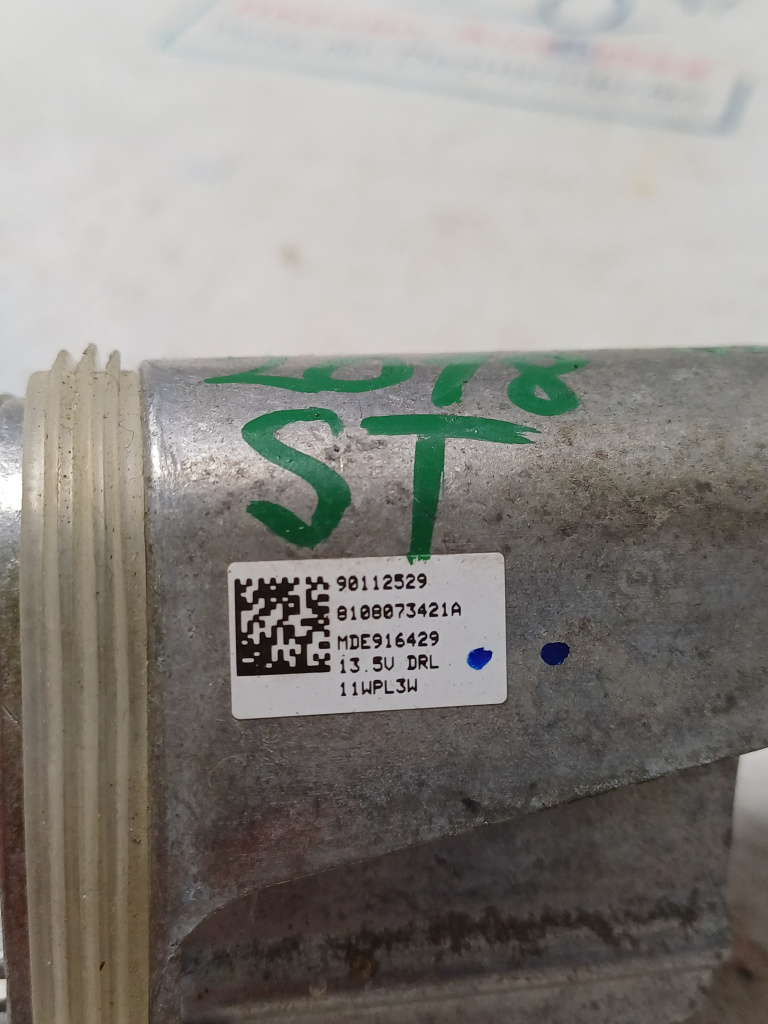 2018
ST
90112529
8108073421A
MDE916429
13.5V DRL
11WPL3W